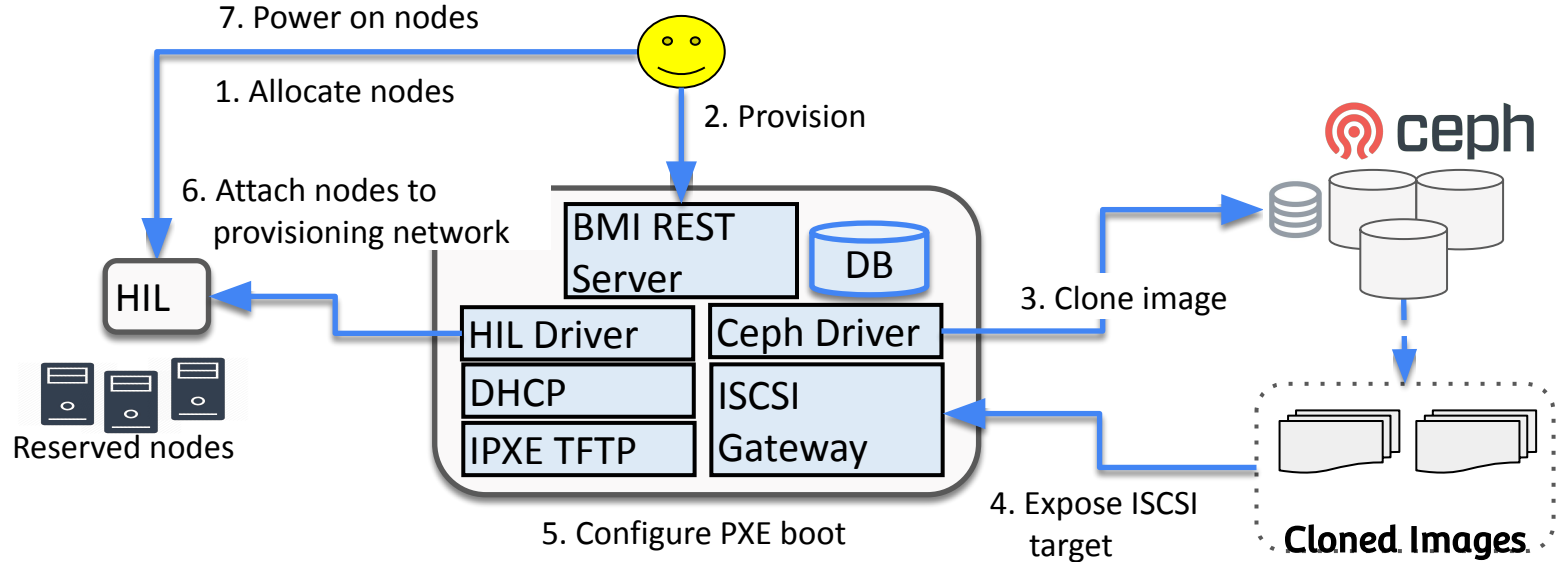 7. Power on nodes
1. Allocate nodes
2. Provision
ceph
6. Attach nodes to
provisioning network
BMI REST
Server
DB
HIL
3. Clone image
HIL Driver
Ceph Driver
DHCP
ISCSI
Gateway
IPXE TFTP
Reserved nodes
4. Expose ISCSI
target
5. Configure PXE boot
Cloned Images